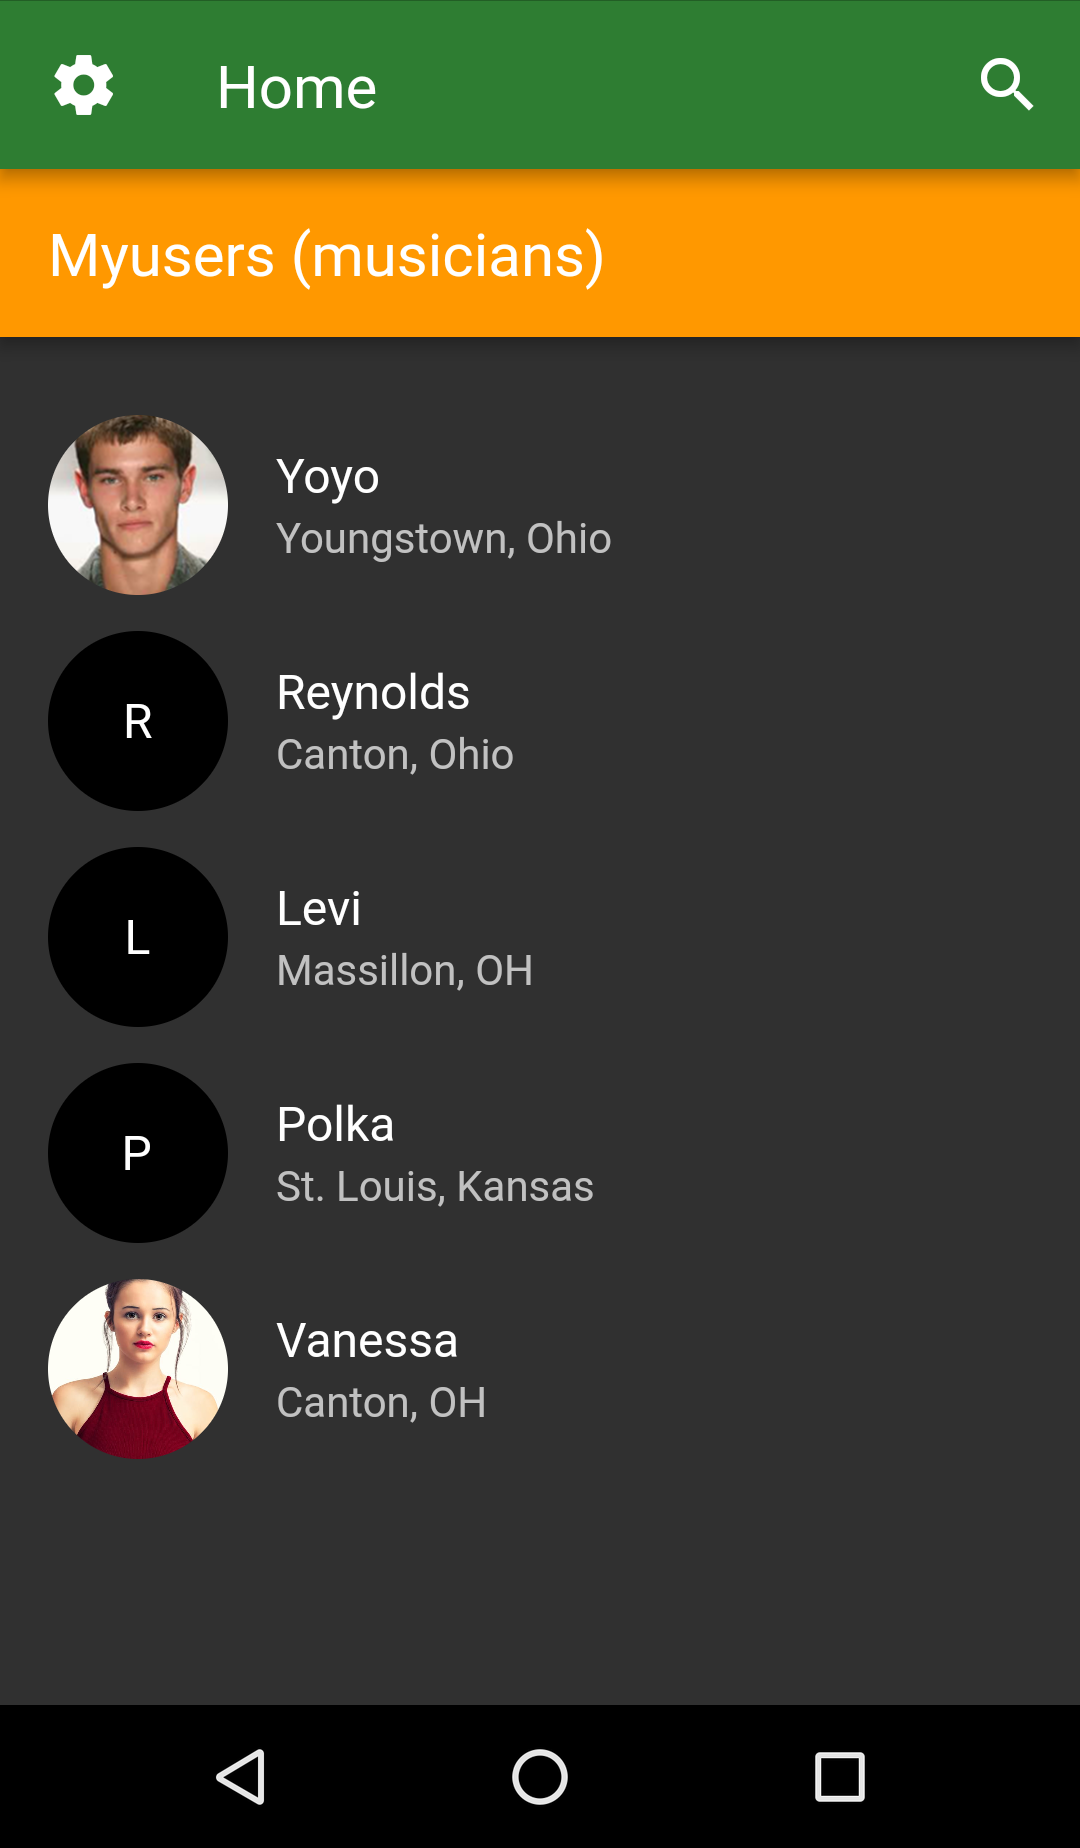 Home
Myusers (musicians)
Yoyo
Youngstown, Ohio
R
Reynolds
Canton, Ohio
L
Levi
Massillon, OH
P
Polka
St. Louis, Kansas
Vanessa
Canton, OH